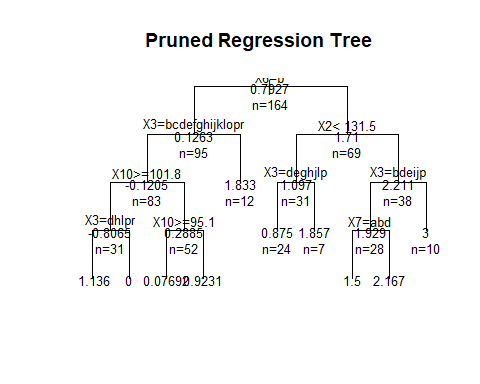 Pruned Regression Tree
0.7927
n=164
X3=bcdefghijklopr X2< 131.5
0.1263 1.71
n=95 n=69
X10>=101.8 X3=deghjlp X3=bdeijp
-0.1205 1.833 1.097 2.211
n=83 n=12 n=31 n=38
X3=dhlpr X10>=95.1 X7=abd
-0.8065 0.2885 0.875 1.857 1.929 3
n=31 n=52 n=24 n=7 n=28 n=10
1.136 0 0.07692 0.9231 1.5 2.167